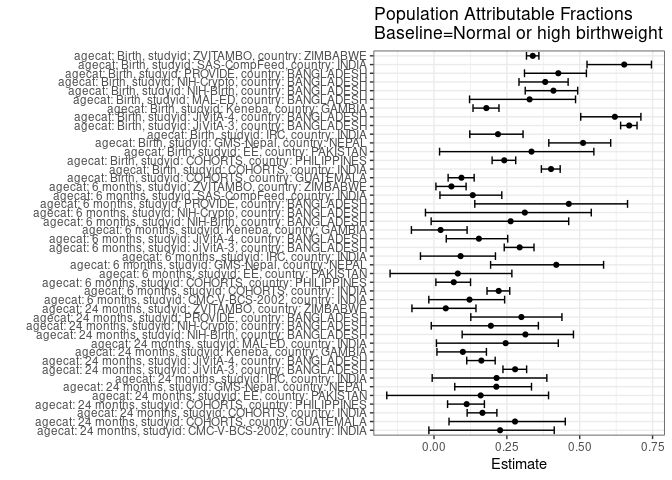 Population Attributable Fractions
Baseline=Normal or high birthweight
agecat: Birth, studyid: ZVITAMBO, country: ZIMBABWE
agecat: Birth, studyid: SAS-CompFeed, country: INDIA
agecat: Birth, studyid: PROVIDE, country: BANGLADESH
agecat: Birth, studyid: NIH-Crypto, country: BANGLADESH
agecat: Birth, studyid: NIH-Birth, country: BANGLADESH
agecat: Birth, studyid: MAL-ED, country: BANGLADESH
agecat: Birth, studyid: Keneba, country: GAMBIA
agecat: Birth, studyid: JiVitA-4, country: BANGLADESH
agecat: Birth, studyid: JiVitA-3, country: BANGLADESH
agecat: Birth, studyid: IRC, country: INDIA
agecat: Birth, studyid: GMS-Nepal, country: NEPAL
agecat: Birth, studyid: EE, country: PAKISTAN
agecat: Birth, studyid: COHORTS, country: PHILIPPINES
agecat: Birth, studyid: COHORTS, country: INDIA
agecat: Birth, studyid: COHORTS, country: GUATEMALA
agecat: 6 months, studyid: ZVITAMBO, country: ZIMBABWE
agecat: 6 months, studyid: SAS-CompFeed, country: INDIA
agecat: 6 months, studyid: PROVIDE, country: BANGLADESH
agecat: 6 months, studyid: NIH-Crypto, country: BANGLADESH
agecat: 6 months, studyid: NIH-Birth, country: BANGLADESH
agecat: 6 months, studyid: Keneba, country: GAMBIA
agecat: 6 months, studyid: JiVitA-4, country: BANGLADESH
agecat: 6 months, studyid: JiVitA-3, country: BANGLADESH
agecat: 6 months, studyid: IRC, country: INDIA
agecat: 6 months, studyid: GMS-Nepal, country: NEPAL
agecat: 6 months, studyid: EE, country: PAKISTAN
agecat: 6 months, studyid: COHORTS, country: PHILIPPINES
agecat: 6 months, studyid: COHORTS, country: INDIA
agecat: 6 months, studyid: CMC-V-BCS-2002, country: INDIA
agecat: 24 months, studyid: ZVITAMBO, country: ZIMBABWE
agecat: 24 months, studyid: PROVIDE, country: BANGLADESH
agecat: 24 months, studyid: NIH-Crypto, country: BANGLADESH
agecat: 24 months, studyid: NIH-Birth, country: BANGLADESH
agecat: 24 months, studyid: MAL-ED, country: INDIA
agecat: 24 months, studyid: Keneba, country: GAMBIA
agecat: 24 months, studyid: JiVitA-4, country: BANGLADESH
agecat: 24 months, studyid: JiVitA-3, country: BANGLADESH
agecat: 24 months, studyid: IRC, country: INDIA
agecat: 24 months, studyid: GMS-Nepal, country: NEPAL
agecat: 24 months, studyid: EE, country: PAKISTAN
agecat: 24 months, studyid: COHORTS, country: PHILIPPINES
agecat: 24 months, studyid: COHORTS, country: INDIA
agecat: 24 months, studyid: COHORTS, country: GUATEMALA
agecat: 24 months, studyid: CMC-V-BCS-2002, country: INDIA
0.00 0.25 0.50 0.75
Estimate